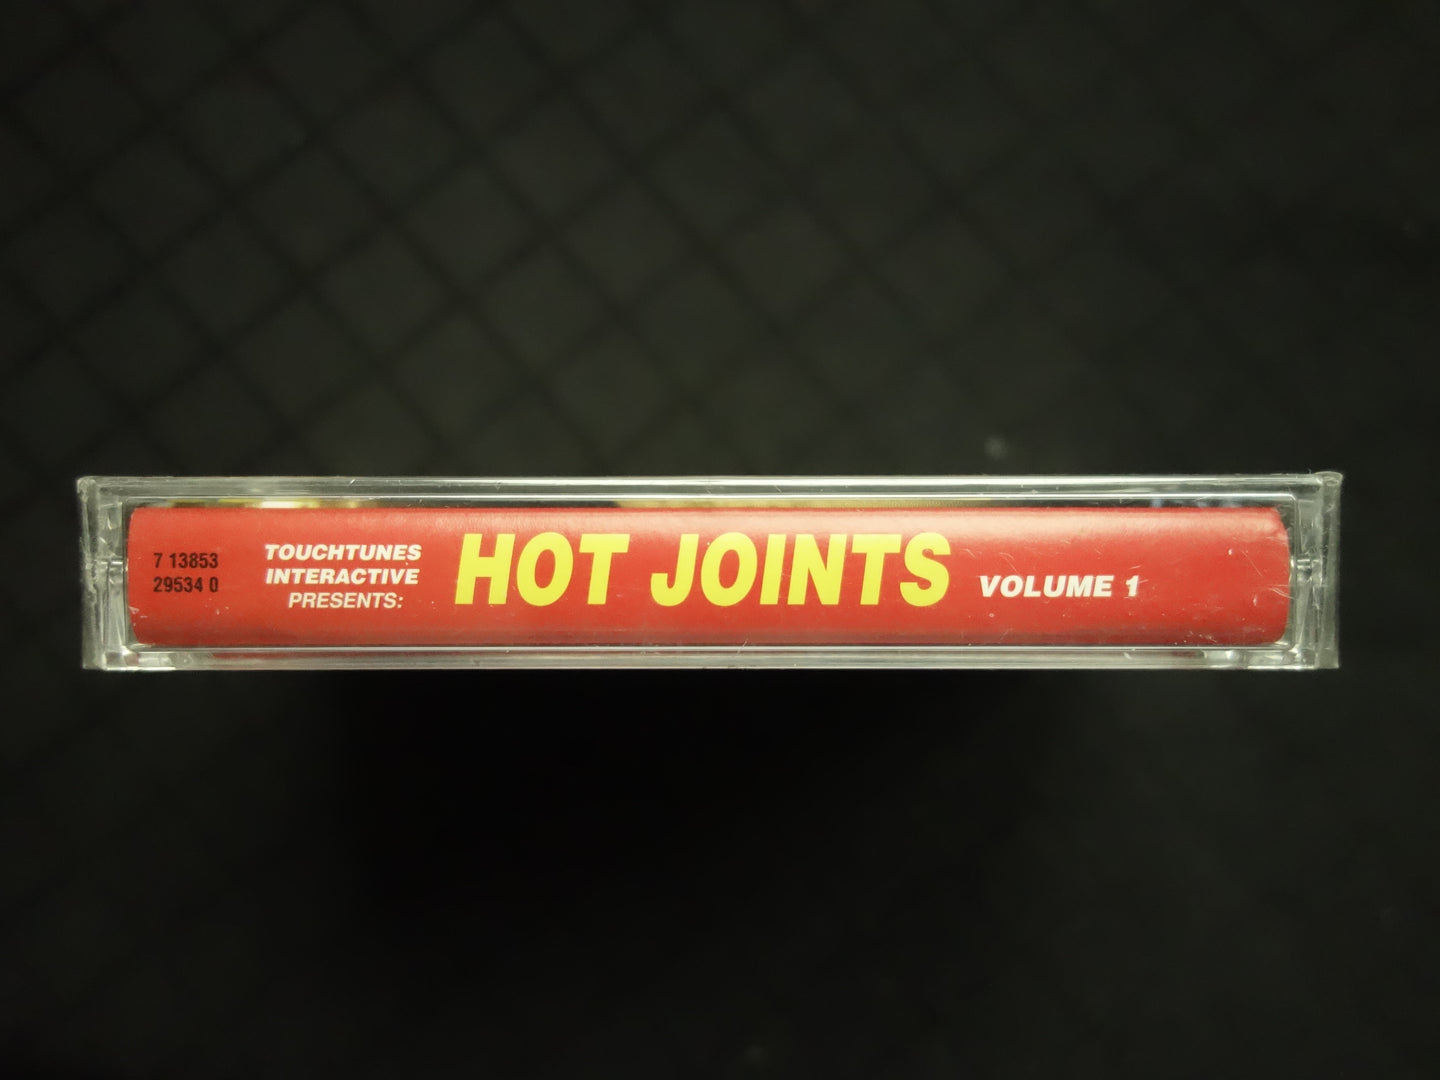 7 13853
29534 0
TOUCHTUNES
INTERACTIVE
PRESENTS:
HOT JOINTS
VOLUME 1